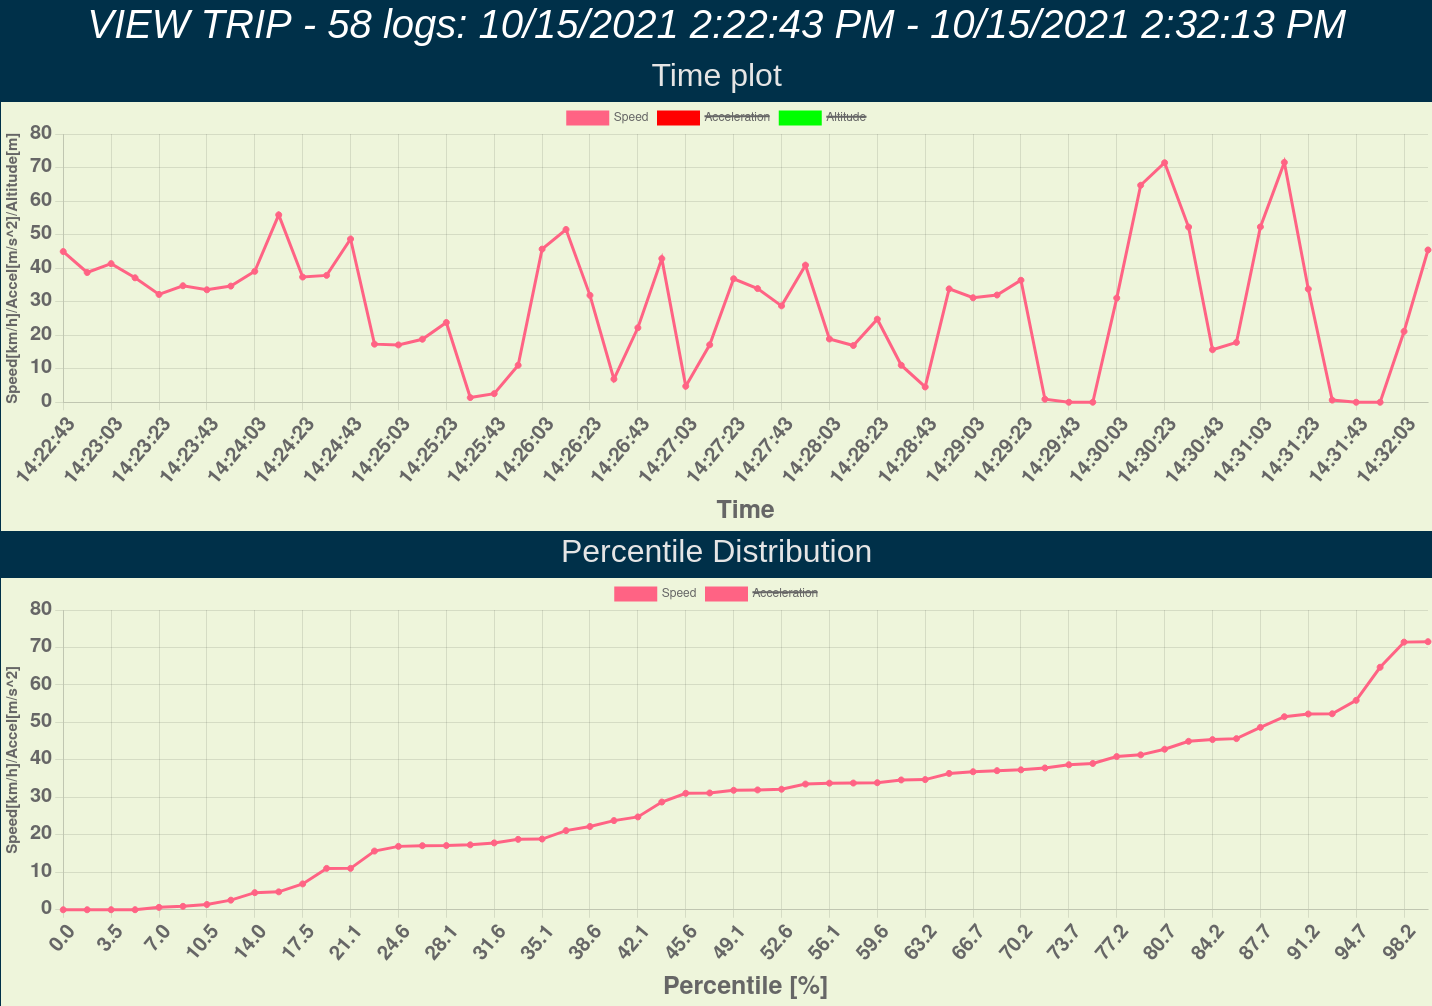 VIEW TRIP - 58 logs: 10/15/2021 2:22:43 PM - 10/15/2021 2:32:13 PM
Time plot
Speed Acceleration Altitude
Speed[km/h]/Accel[m/s^2]/Altitude[m]
80
70
60
50
40
30
20
10
0
14:22:43 14:23:03 14:23:23 14:23:43 14:24:03 14:24:23 14:24:43 14:25:03 14:25:23 14:25:43 14:26:03 14:26:23 14:26:43 14:27:03 14:27:23 14:27:43 14:28:03 14:28:23 14:28:43 14:29:03 14:29:23 14:29:43 14:30:03 14:30:23 14:30:43 14:31:03 14:31:23 14:31:43 14:32:03
Time
Percentile Distribution
Speed Acceleration
Speed[km/h]/Accel[m/s^2]
80
70
60
50
40
30
20
10
0
0.0 3.5 7.0 10.5 14.0 17.5 21.1 24.6 28.1 31.6 35.1 38.6 42.1 45.6 49.1 52.6 56.1 59.6 63.2 66.7 70.2 73.7 77.2 80.7 84.2 87.7 91.2 94.7 98.2
Percentile [%]